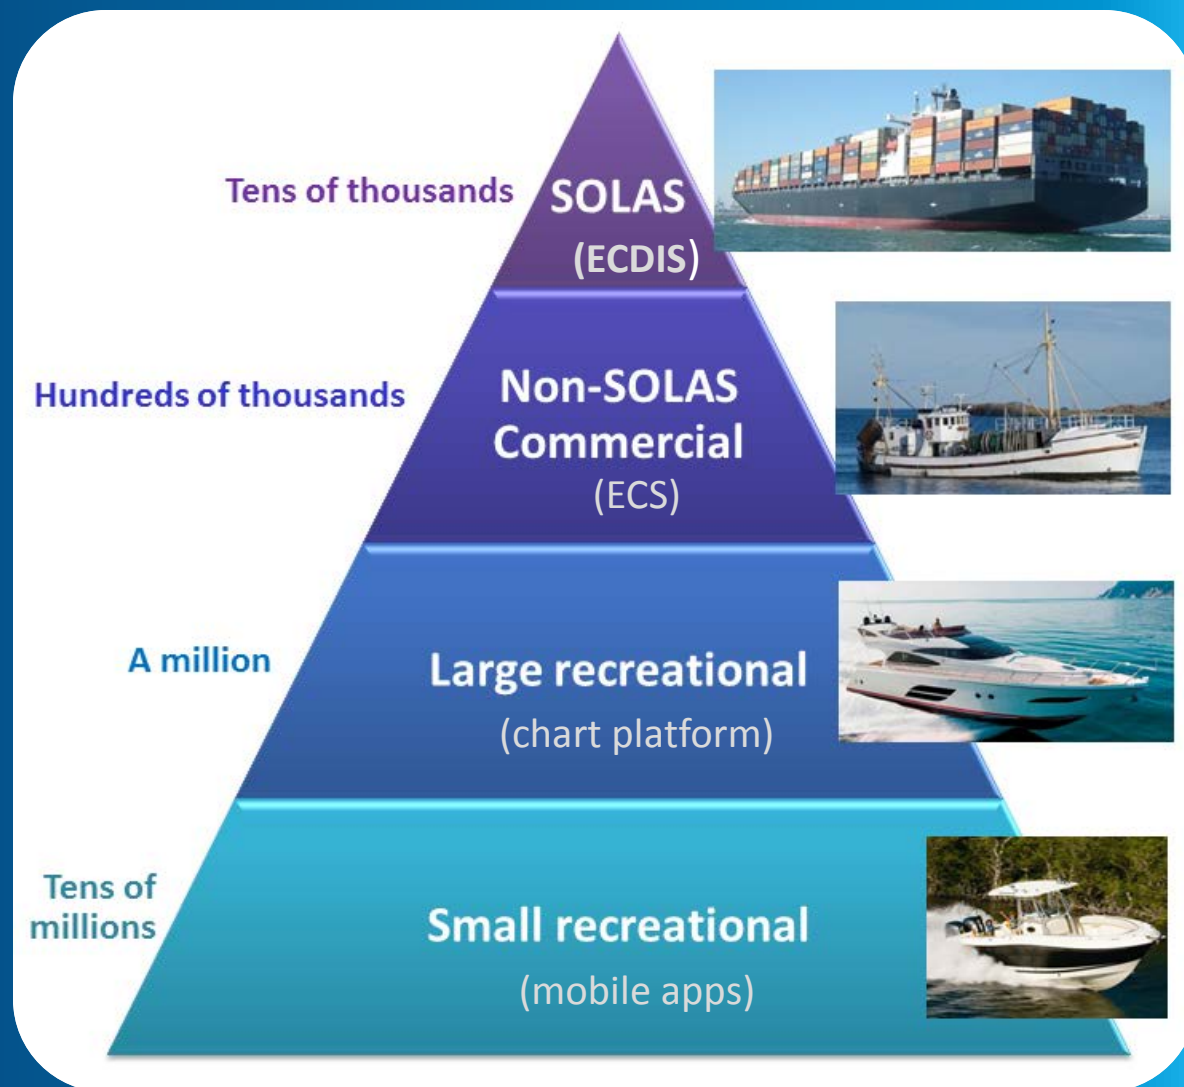 Tens of thousands
SOLAS
(ECDIS)
Hundreds of thousands
Non-SOLAS
Commercial
(ECS)
A million
Large recreational
(chart platform)
Tens of
millions
Small recreational
(mobile apps)